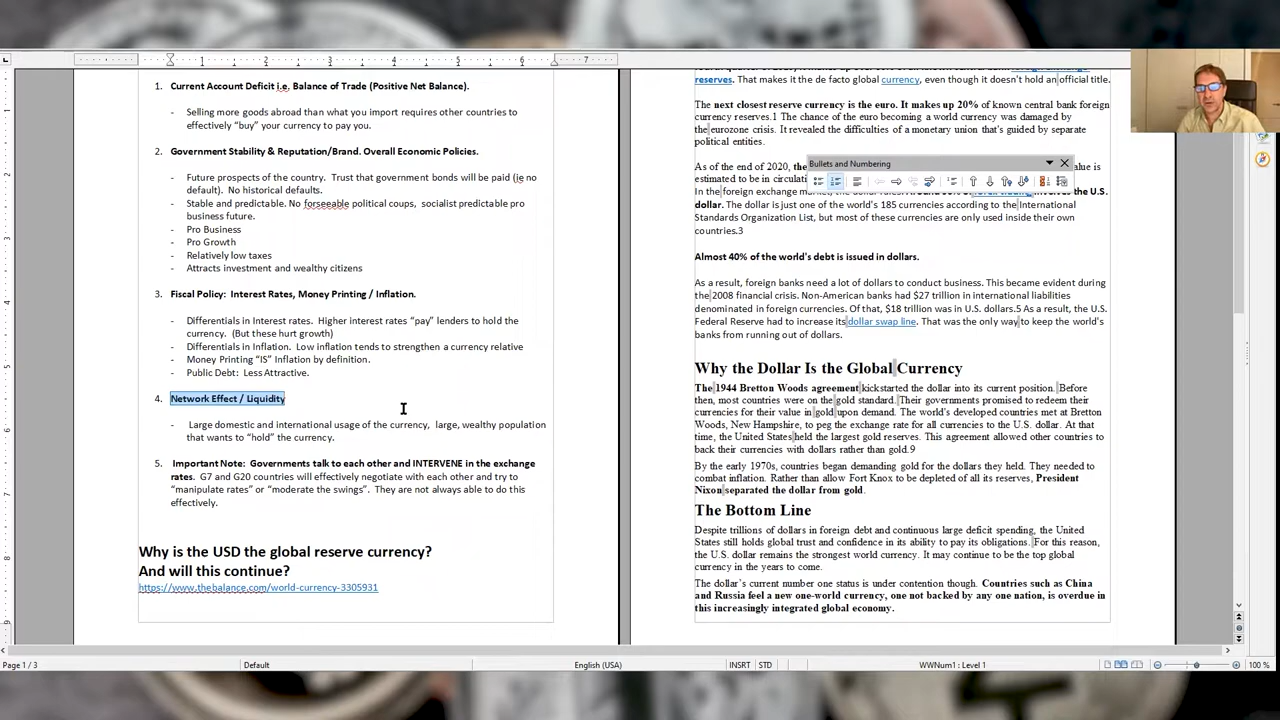 7
1. Current Account Deficit i.e. Balance of Trade (Positive Net Balance).
- Selling more goods abroad than what you import requires other countries to
effectively “buy” your currency to pay you.
2. Government Stability & Reputation/Brand. Overall Economic Policies.
- Future prospects of the country. Trust that government bonds will be paid (ie no
default). No historical defaults.
- Stable and predictable. No forseeable political coups, socialist predictable pro
business future.
- Pro Business
- Pro Growth
- Relatively low taxes
- Attracts investment and wealthy citizens
3. Fiscal Policy: Interest Rates, Money Printing / Inflation.
- Differentials in Interest rates. Higher interest rates “pay” lenders to hold the
currency. (But these hurt growth)
- Differentials in Inflation. Low inflation tends to strengthen a currency relative
- Money Printing “IS” Inflation by definition.
- Public Debt: Less Attractive.
4. Network Effect / Liquidity
- Large domestic and international usage of the currency, large, wealthy population
that wants to “hold” the currency.
5. Important Note: Governments talk to each other and INTERVENE in the exchange
rates. G7 and G20 countries will effectively negotiate with each other and try to
“manipulate rates” or “moderate the swings”. They are not always able to do this
effectively.
Why is the USD the global reserve currency?
And will this continue?
https://www.thebalance.com/world-currency-3305931
reserves. That makes it the de facto global currency, even though it doesn't hold an official title.
The next closest reserve currency is the euro. It makes up 20% of known central bank foreign
currency reserves.1 The chance of the euro becoming a world currency was damaged by
the eurozone crisis. It revealed the difficulties of a monetary union that's guided by separate
political entities.
Bullets and Numbering
As of the end of 2020, the
value is
estimated to be in circulat
In the foreign exchange m
the U.S.
dollar. The dollar is just one of the world's 185 currencies according to the International
Standards Organization List, but most of these currencies are only used inside their own
countries.3
Almost 40% of the world's debt is issued in dollars.
As a result, foreign banks need a lot of dollars to conduct business. This became evident during
the 2008 financial crisis. Non-American banks had $27 trillion in international liabilities
denominated in foreign currencies. Of that, $18 trillion was in U.S. dollars.5 As a result, the U.S.
Federal Reserve had to increase its dollar swap line. That was the only way to keep the world's
banks from running out of dollars.
Why the Dollar Is the Global Currency
The 1944 Bretton Woods agreement kickstarted the dollar into its current position. Before
then, most countries were on the gold standard. Their governments promised to redeem their
currencies for their value in gold upon demand. The world's developed countries met at Bretton
Woods, New Hampshire, to peg the exchange rate for all currencies to the U.S. dollar. At that
time, the United States held the largest gold reserves. This agreement allowed other countries to
back their currencies with dollars rather than gold.9
By the early 1970s, countries began demanding gold for the dollars they held. They needed to
combat inflation. Rather than allow Fort Knox to be depleted of all its reserves, President
Nixon separated the dollar from gold.
The Bottom Line
Despite trillions of dollars in foreign debt and continuous large deficit spending, the United
States still holds global trust and confidence in its ability to pay its obligations. For this reason,
the U.S. dollar remains the strongest world currency. It may continue to be the top global
currency in the years to come.
The dollar's current number one status is under contention though. Countries such as China
and Russia feel a new one-world currency, one not backed by any one nation, is overdue in
this increasingly integrated global economy.
Page 1 / 3 Default English (USA) INSRT STD WWNum1 : Level 1 100 %